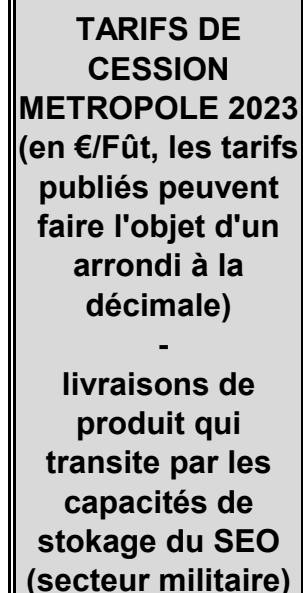 TARIFS DE
CESSION
METROPOLE 2023
(en €/Fût, les tarifs
publiés peuvent
faire l'objet d'un
arrondi à la
décimale)
-
livraisons de
produit qui
transite par les
capacités de
stokage du SEO
(secteur militaire)